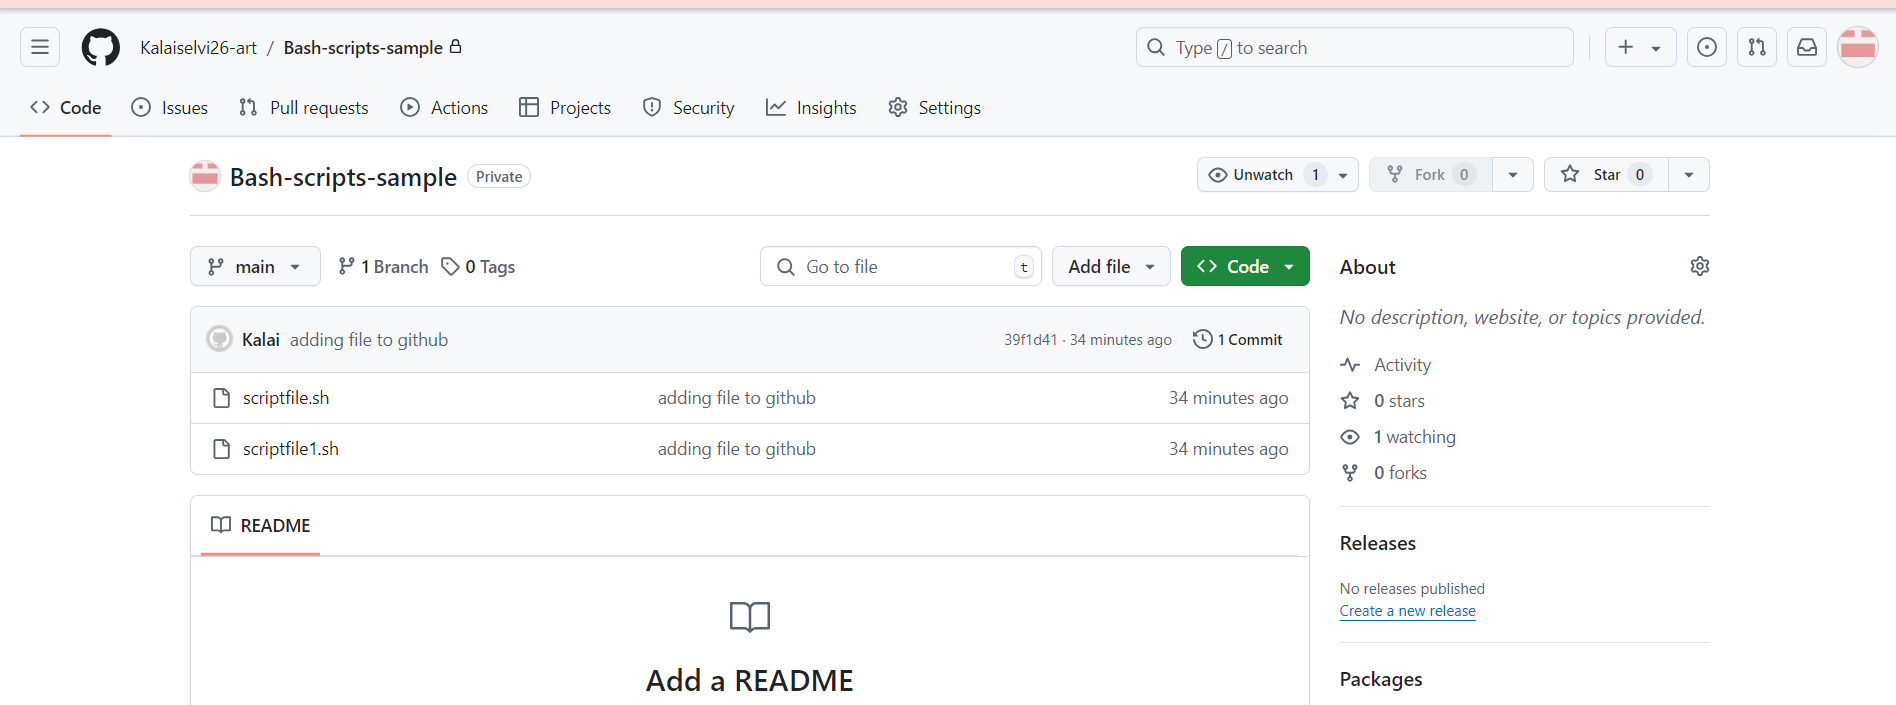 Kalaiselvi26-art / Bash-scripts-sample
Type / to search
Code Issues Pull requests Actions Projects Security Insights Settings
Bash-scripts-sample Private
Unwatch 1 Fork 0 Star 0
main 1 Branch 0 Tags Go to file t Add file Code
Kalai adding file to github 39f1d41 · 34 minutes ago 1 Commit
scriptfile.sh adding file to github 34 minutes ago
scriptfile1.sh adding file to github 34 minutes ago
README
Add a README
About
No description, website, or topics provided.
Activity
0 stars
1 watching
0 forks
Releases
No releases published
Create a new release
Packages